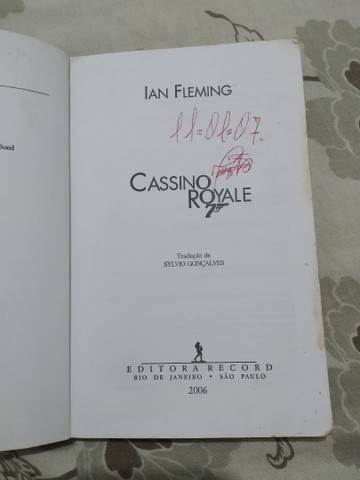 Bond
IAN FLEMING
11=01=07.
CASSINO
ROYALE
Tradução de
SYLVIO GONÇALVES
EDITORA RECORD
RIO DE JANEIRO • SÃO PAULO
2006